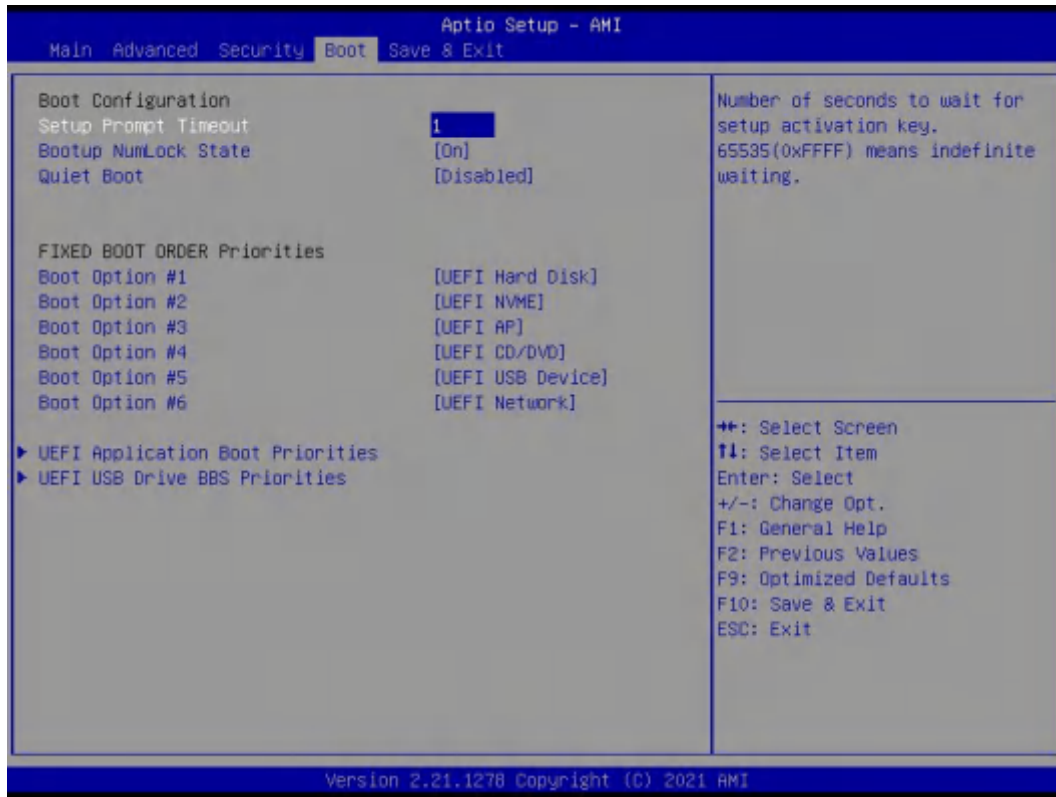 Aptio Setup - AMI
Main Advanced Security Boot Save & Exit
Boot Configuration
Setup Prompt Timeout 1
Bootup NumLock State [On]
Quiet Boot [Disabled]
FIXED BOOT ORDER Priorities
Boot Option #1 [UEFI Hard Disk]
Boot Option #2 [UEFI NVME]
Boot Option #3 [UEFI AP]
Boot Option #4 [UEFI CD/DVD]
Boot Option #5 [UEFI USB Device]
Boot Option #6 [UEFI Network]
▶ UEFI Application Boot Priorities
▶ UEFI USB Drive BBS Priorities
Number of seconds to wait for
setup activation key.
65535(0xFFFF) means indefinite
waiting.
→←: Select Screen
↑↓: Select Item
Enter: Select
+/-: Change Opt.
F1: General Help
F2: Previous Values
F9: Optimized Defaults
F10: Save & Exit
ESC: Exit
Version 2.21.1278 Copyright (C) 2021 AMI